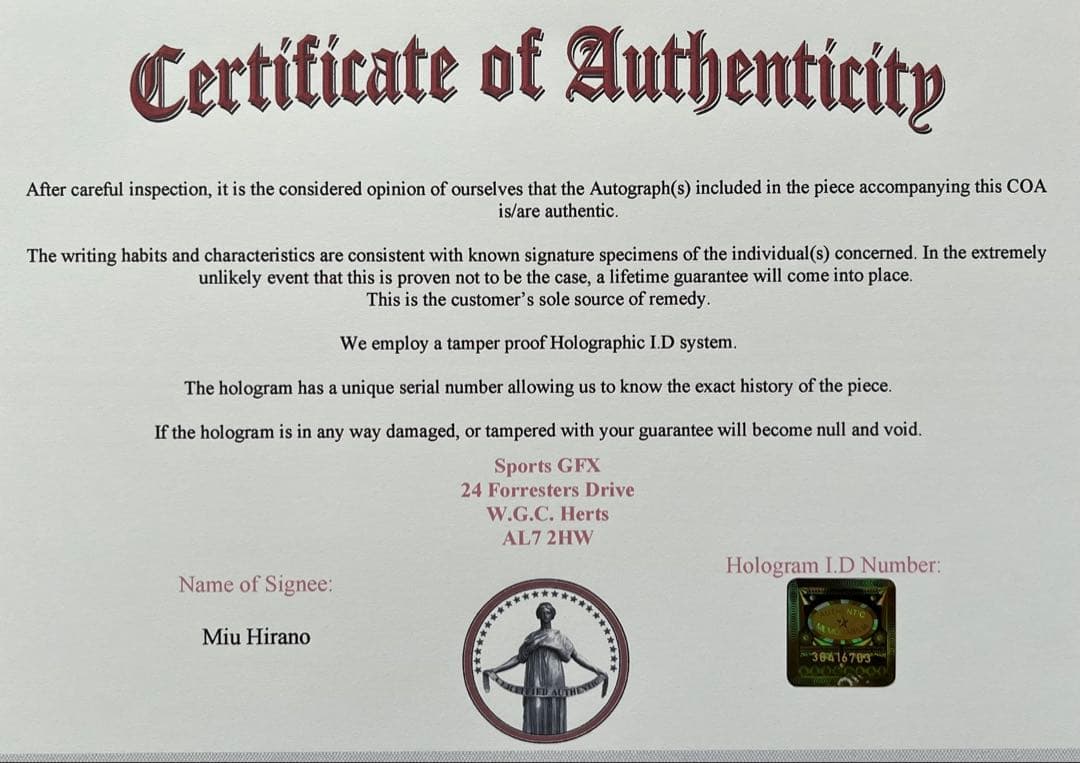 Certificate of Authenticity
After careful inspection, it is the considered opinion of ourselves that the Autograph(s) included in the piece accompanying this COA
is/are authentic.
The writing habits and characteristics are consistent with known signature specimens of the individual(s) concerned. In the extremely
unlikely event that this is proven not to be the case, a lifetime guarantee will come into place.
This is the customer's sole source of remedy.
We employ a tamper proof Holographic I.D system.
The hologram has a unique serial number allowing us to know the exact history of the piece.
If the hologram is in any way damaged, or tampered with your guarantee will become null and void.
Sports GFX
24 Forresters Drive
W.G.C. Herts
AL7 2HW
Name of Signee:
Miu Hirano
CERTIFIED AUTHENTIC
Hologram I.D Number: